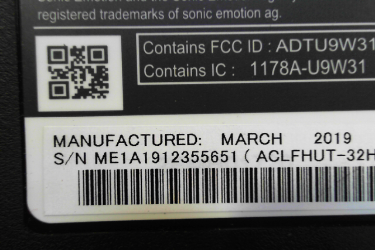 registered trademarks of sonic emotion ag.
Contains FCC ID : ADTU9W31
Contains IC : 1178A-U9W31
MANUFACTURED: MARCH 2019
S/N ME1A1912355651 ( ACLFHUT-32H